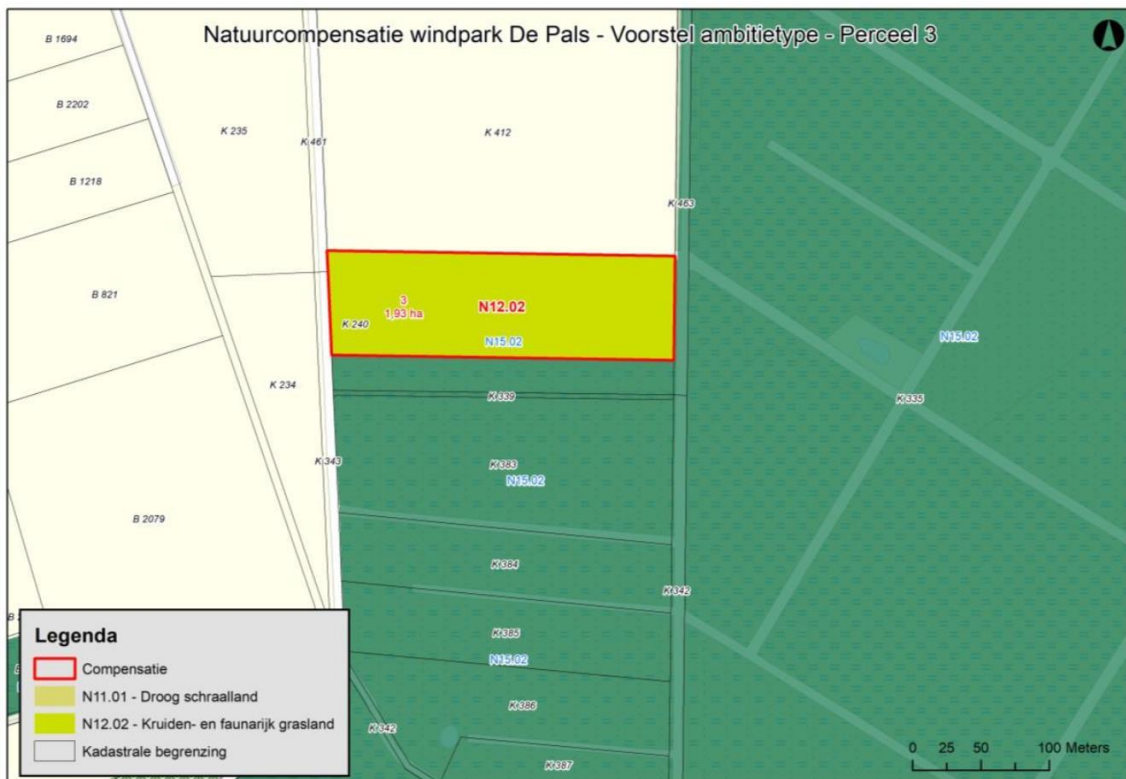 Natuurcompensatie windpark De Pals - Voorstel ambitietype - Perceel 3
B 1694
B 2202
K 235
K 461
K 412
B 1218
K 463
B 821
3
1,93 ha
N12.02
K 240
N15.02
N15.02
K 234
K 339
K 335
K 343
K 383
N15.02
B 2079
K 384
K 342
K 385
N15.02
K 386
K 342
K 387
Legenda
Compensatie
N11.01 - Droog schraalland
N12.02 - Kruiden- en faunarijk grasland
Kadastrale begrenzing
0 25 50 100 Meters